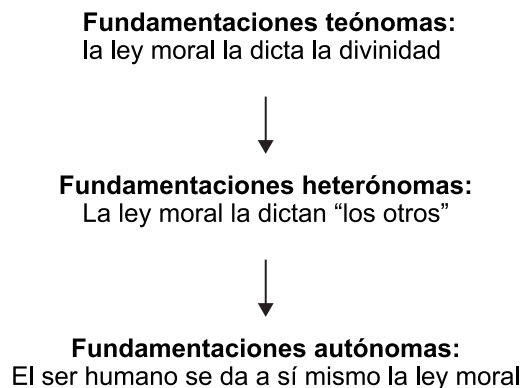 Fundamentaciones teónomas:
la ley moral la dicta la divinidad
Fundamentaciones heterónomas:
La ley moral la dictan “los otros”
Fundamentaciones autónomas:
El ser humano se da a sí mismo la ley moral